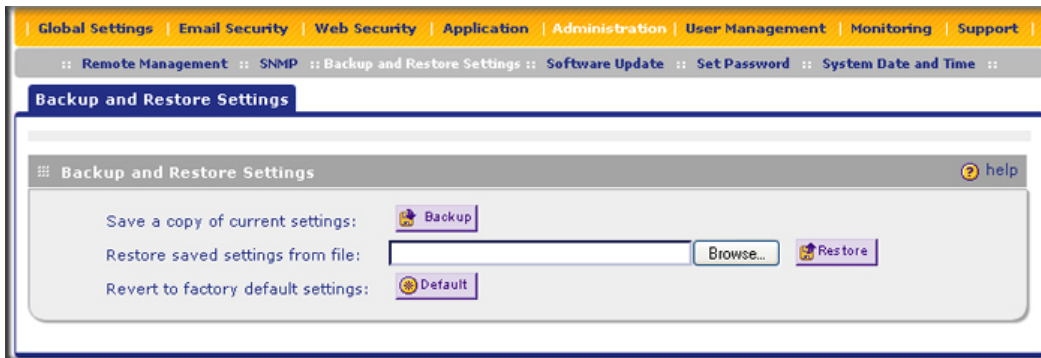 | Global Settings | Email Security | Web Security | Application | Administration | User Management | Monitoring | Support |
:: Remote Management :: SNMP :: Backup and Restore Settings :: Software Update :: Set Password :: System Date and Time ::
Backup and Restore Settings
Backup and Restore Settings ? help
Save a copy of current settings: Backup
Restore saved settings from file: Browse... Restore
Revert to factory default settings: Default